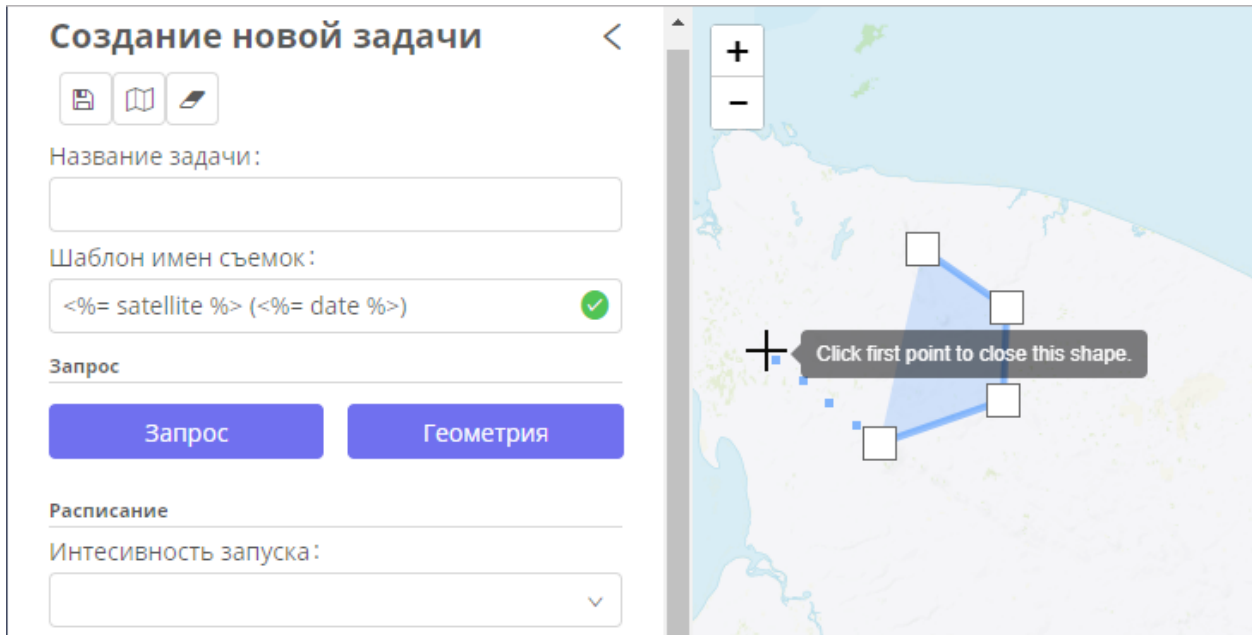 Создание новой задачи
Название задачи:
Шаблон имен съемок:
<%= satellite %> (<%= date %>)
Запрос
Запрос Геометрия
Расписание
Интесивность запуска:
+
−
Click first point to close this shape.